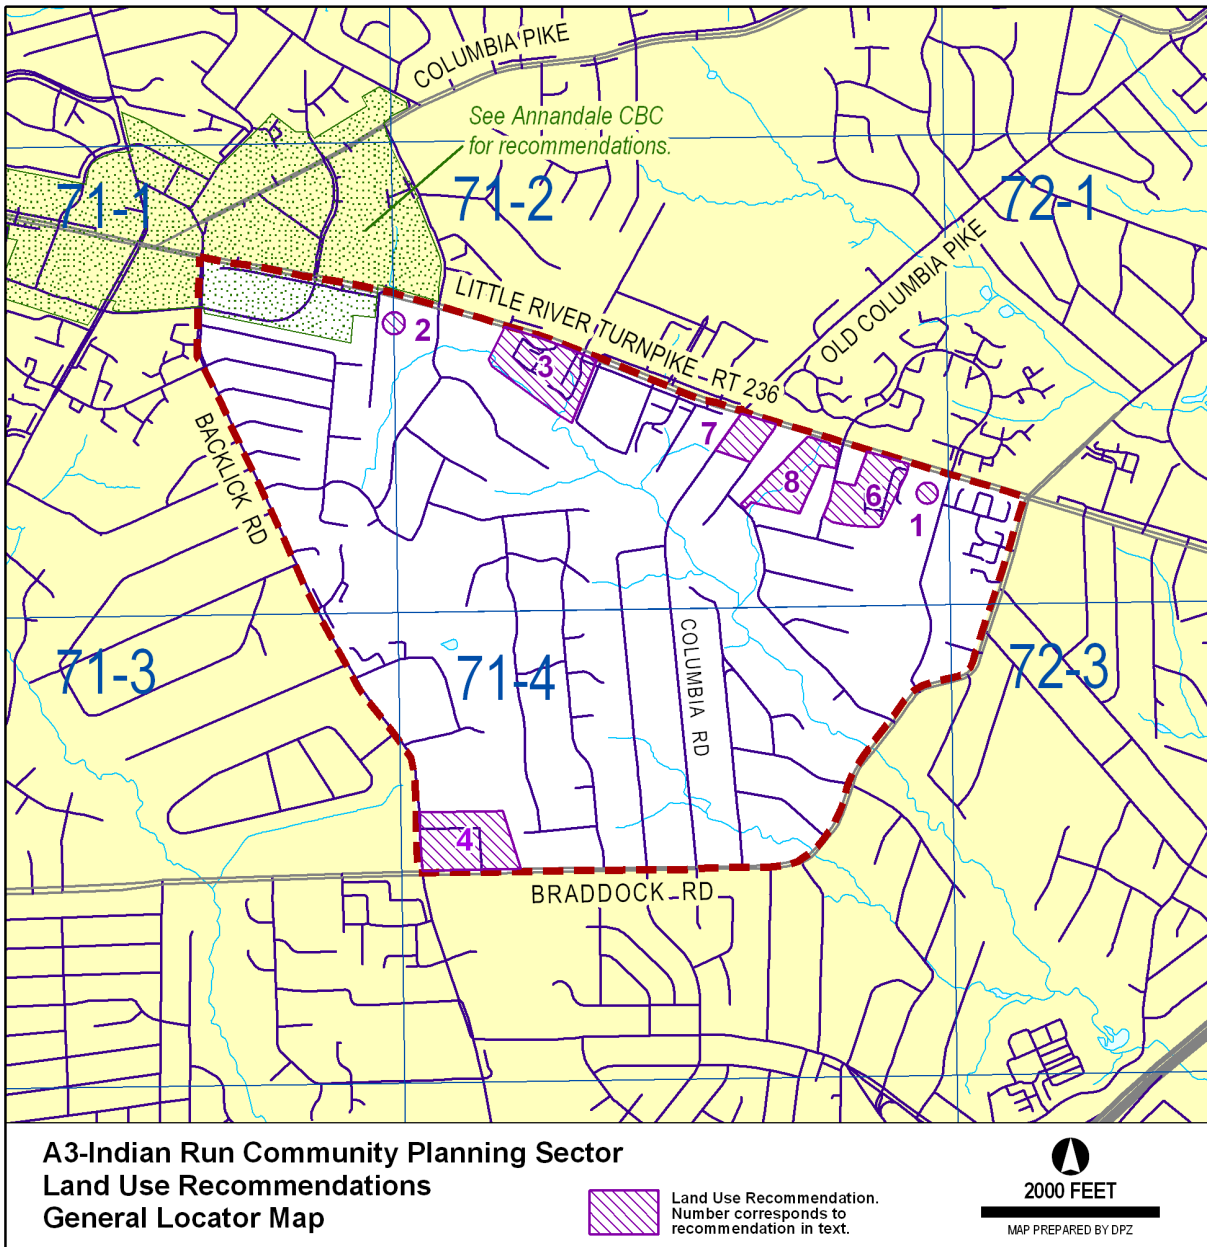 COLUMBIA PIKE
See Annandale CBC
for recommendations.
71-1
71-2
72-1
OLD COLUMBIA PIKE
LITTLE RIVER TURNPIKE - RT 236
2
3
7
8
6
1
BACKLICK RD
71-3
71-4
COLUMBIA RD
72-3
4
BRADDOCK RD
A3-Indian Run Community Planning Sector
Land Use Recommendations
General Locator Map
Land Use Recommendation.
Number corresponds to
recommendation in text.
2000 FEET
MAP PREPARED BY DPZ